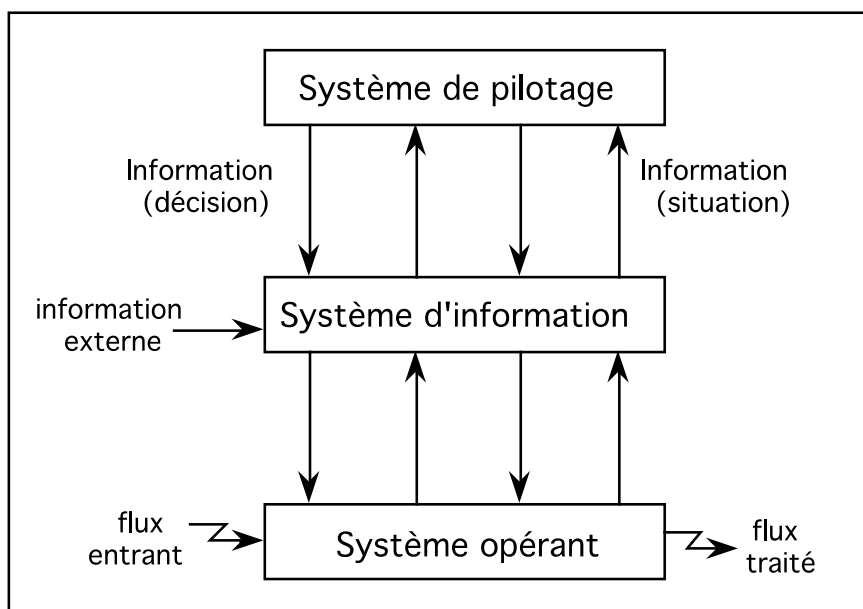 Système de pilotage
Information
(décision)
Information
(situation)
information
externe
Système d'information
flux
entrant
Système opérant
flux
traité